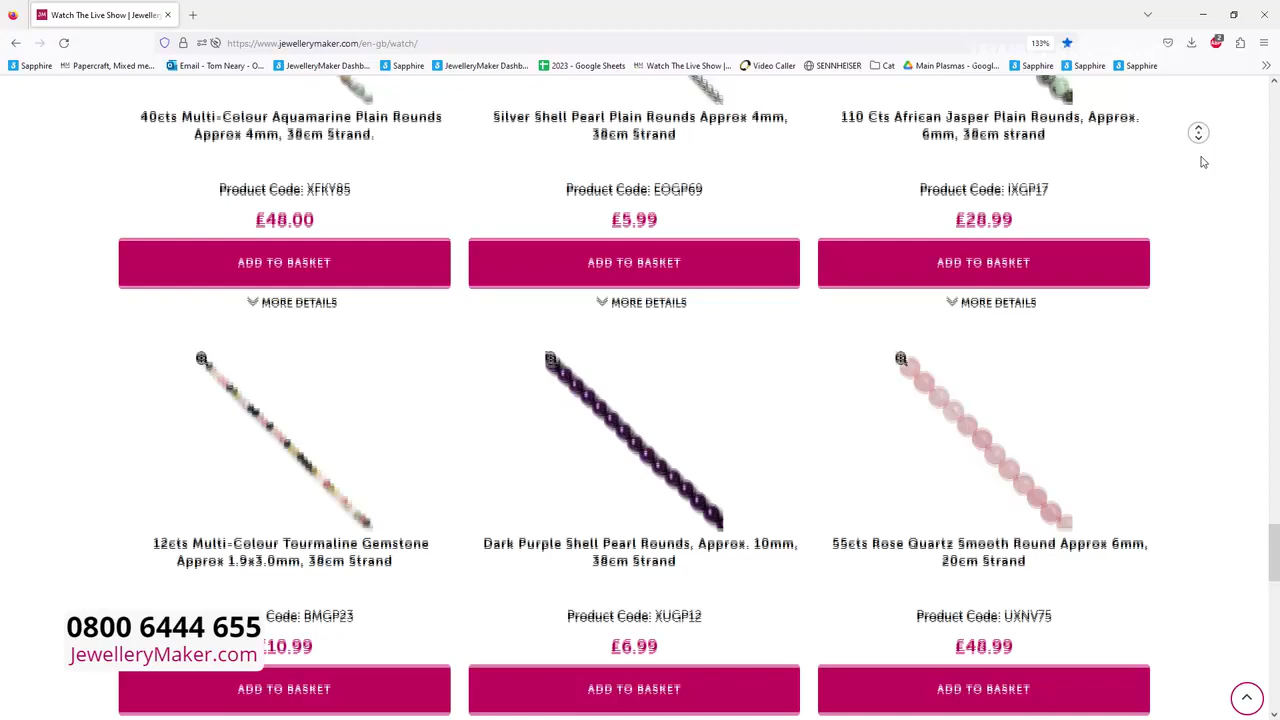 Watch The Live Show | Jeweller
https://www.jewellerymaker.com/en-gb/watch/
133%
2
Sapphire
Papercraft, Mixed me...
Email - Tom Neary - O...
JewelleryMaker Dashb...
Sapphire
JewelleryMaker Dashb...
2023 - Google Sheets
Watch The Live Show |...
Video Caller
SENNHEISER
Cat
Main Plasmas - Googl...
Sapphire
Sapphire
Sapphire
40cts Multi-Colour Aquamarine Plain Rounds
Approx 4mm, 38cm Strand.
Product Code: XFKY85
£48.00
ADD TO BASKET
MORE DETAILS
Silver Shell Pearl Plain Rounds Approx 4mm,
38cm Strand
Product Code: EOGP69
£5.99
ADD TO BASKET
MORE DETAILS
110 Cts African Jasper Plain Rounds, Approx.
6mm, 38cm strand
Product Code: IXGP17
£28.99
ADD TO BASKET
MORE DETAILS
12cts Multi-Colour Tourmaline Gemstone
Approx 1.9x3.0mm, 38cm Strand
Code: BMGP23
10.99
ADD TO BASKET
Dark Purple Shell Pearl Rounds, Approx. 10mm,
38cm Strand
Product Code: XUGP12
£6.99
ADD TO BASKET
55cts Rose Quartz Smooth Round Approx 6mm,
20cm Strand
Product Code: UXNV75
£48.99
ADD TO BASKET
0800 6444 655
JewelleryMaker.com